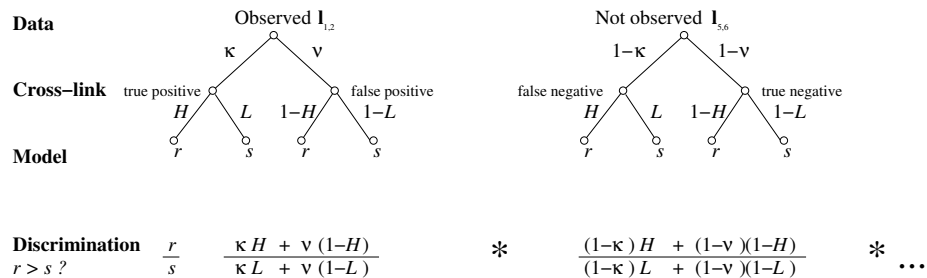 Data Observed l1,2 Not observed l5,6
κ ν 1−κ 1−ν
Cross−link true positive false positive false negative true negative
H L 1−H 1−L H L 1−H 1−L
r s r s r s r s
Model
Discrimination r κ H + ν (1−H) * (1−κ ) H + (1−ν )(1−H) * ...
r > s ? s κ L + ν (1−L ) (1−κ ) L + (1−ν )(1−L )